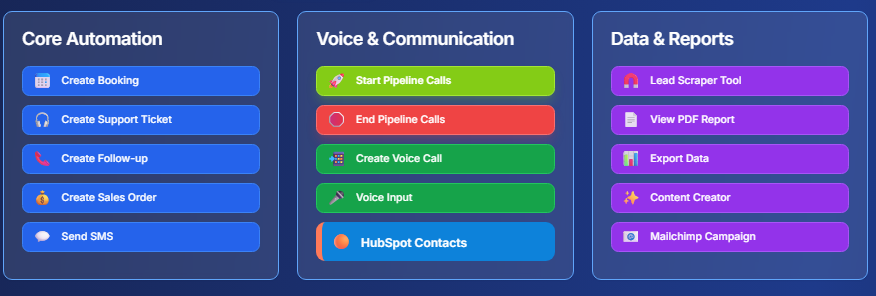 Core Automation
Create Booking
Create Support Ticket
Create Follow-up
Create Sales Order
Send SMS
Voice & Communication
Start Pipeline Calls
End Pipeline Calls
Create Voice Call
Voice Input
HubSpot Contacts
Data & Reports
Lead Scraper Tool
View PDF Report
Export Data
Content Creator
Mailchimp Campaign